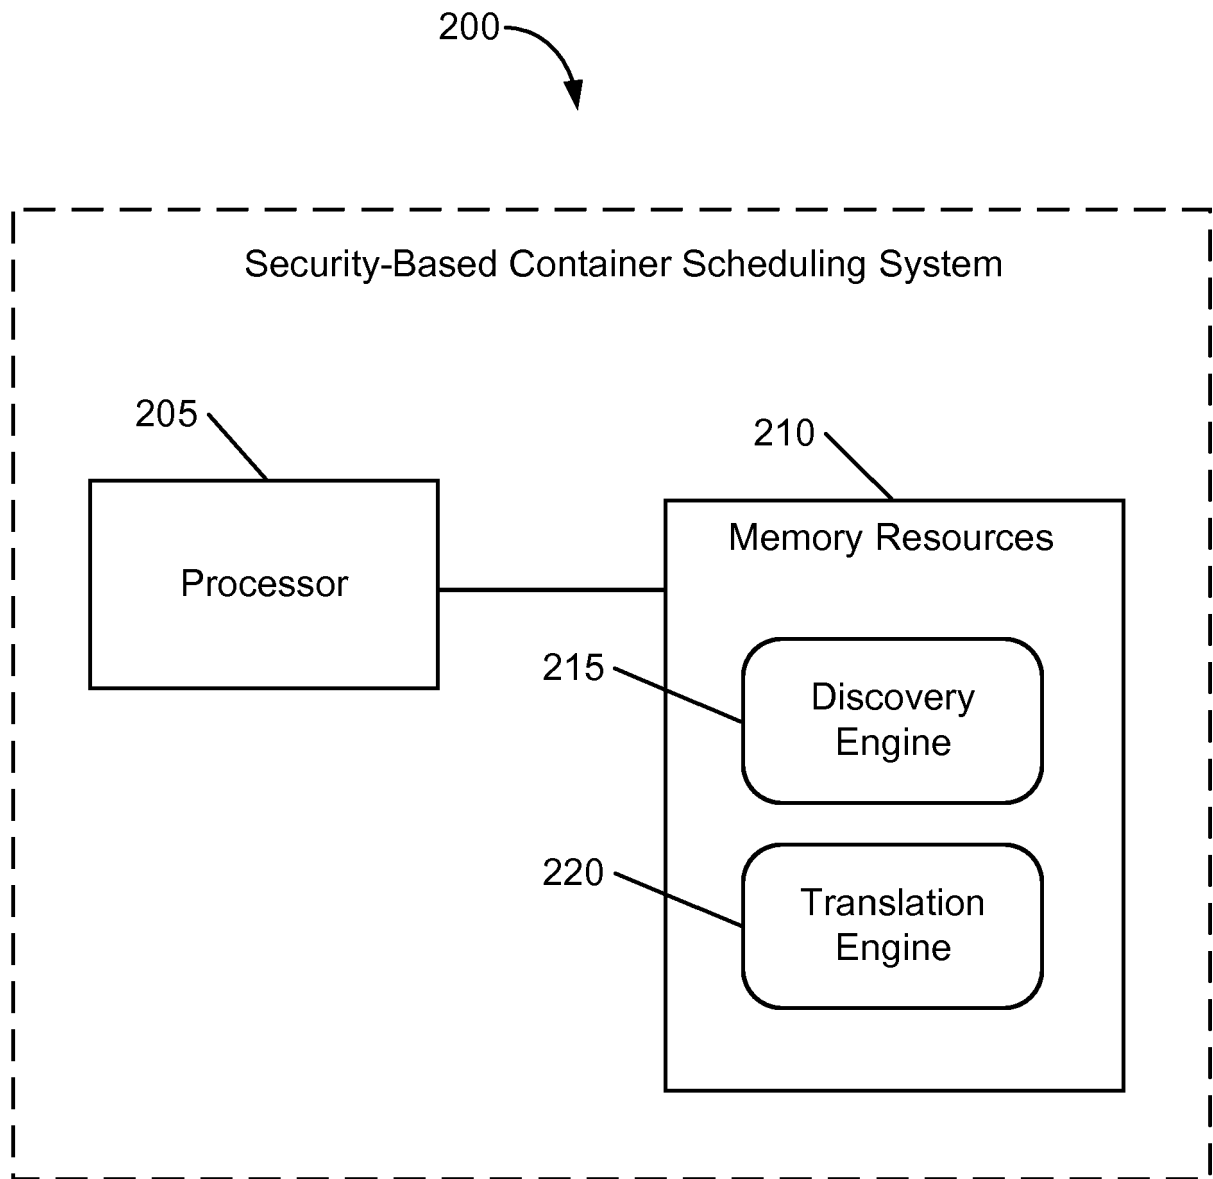 200
Security-Based Container Scheduling System
205
210
Processor
Memory Resources
215
Discovery
Engine
220
Translation
Engine